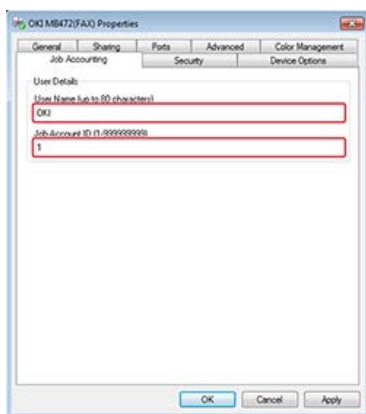 OKI MB472(FAX) Properties
General Sharing Ports Advanced Color Management
Job Accounting Security Device Options
User Details
User Name (up to 80 characters)
OKI
Job Account ID (1-999999999)
1
OK Cancel Apply